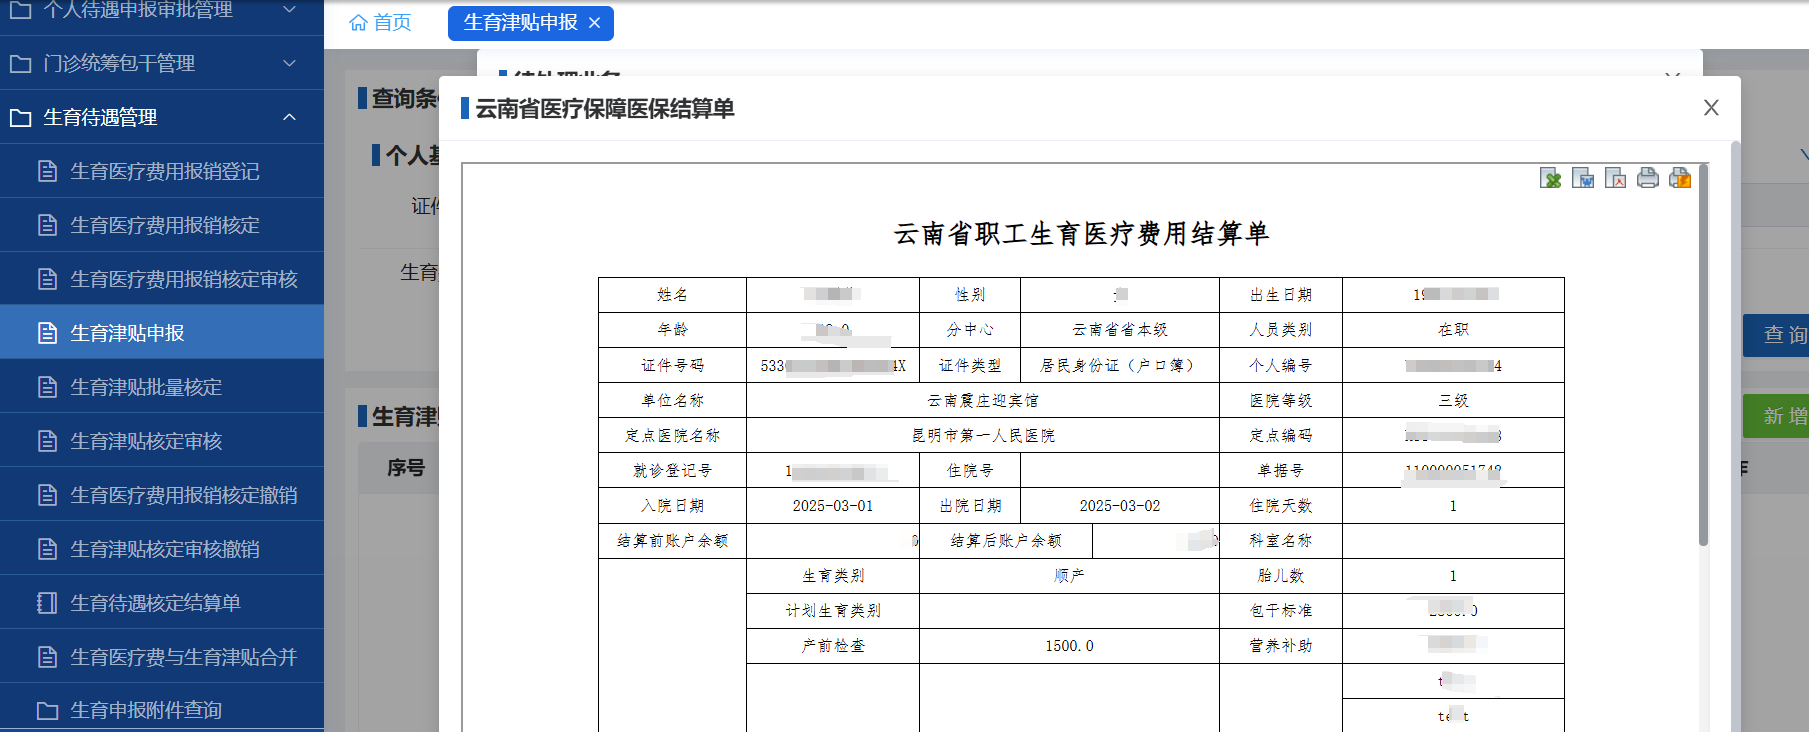 个人待遇申报审批管理
门诊统筹包干管理
生育待遇管理
生育医疗费用报销登记
生育医疗费用报销核定
生育医疗费用报销核定审核
生育津贴申报
生育津贴批量核定
生育津贴核定审核
生育医疗费用报销核定撤销
生育津贴核定审核撤销
生育待遇核定结算单
生育医疗费与生育津贴合并
生育申报附件查询
首页 生育津贴申报 ×
待处理业务
查询条
个人基
证件
生育
查询
生育津
新增
序号
云南省医疗保障医保结算单
云南省职工生育医疗费用结算单
姓名 性别 出生日期 19
年龄 分中心 云南省省本级 人员类别 在职
证件号码 533 4X 证件类型 居民身份证（户口簿） 个人编号 4
单位名称 云南震庄迎宾馆 医院等级 三级
定点医院名称 昆明市第一人民医院 定点编码
就诊登记号 1 住院号 单据号
入院日期 2025-03-01 出院日期 2025-03-02 住院天数 1
结算前账户余额 结算后账户余额 科室名称
生育类别 顺产 胎儿数 1
计划生育类别 包干标准
产前检查 1500.0 营养补助